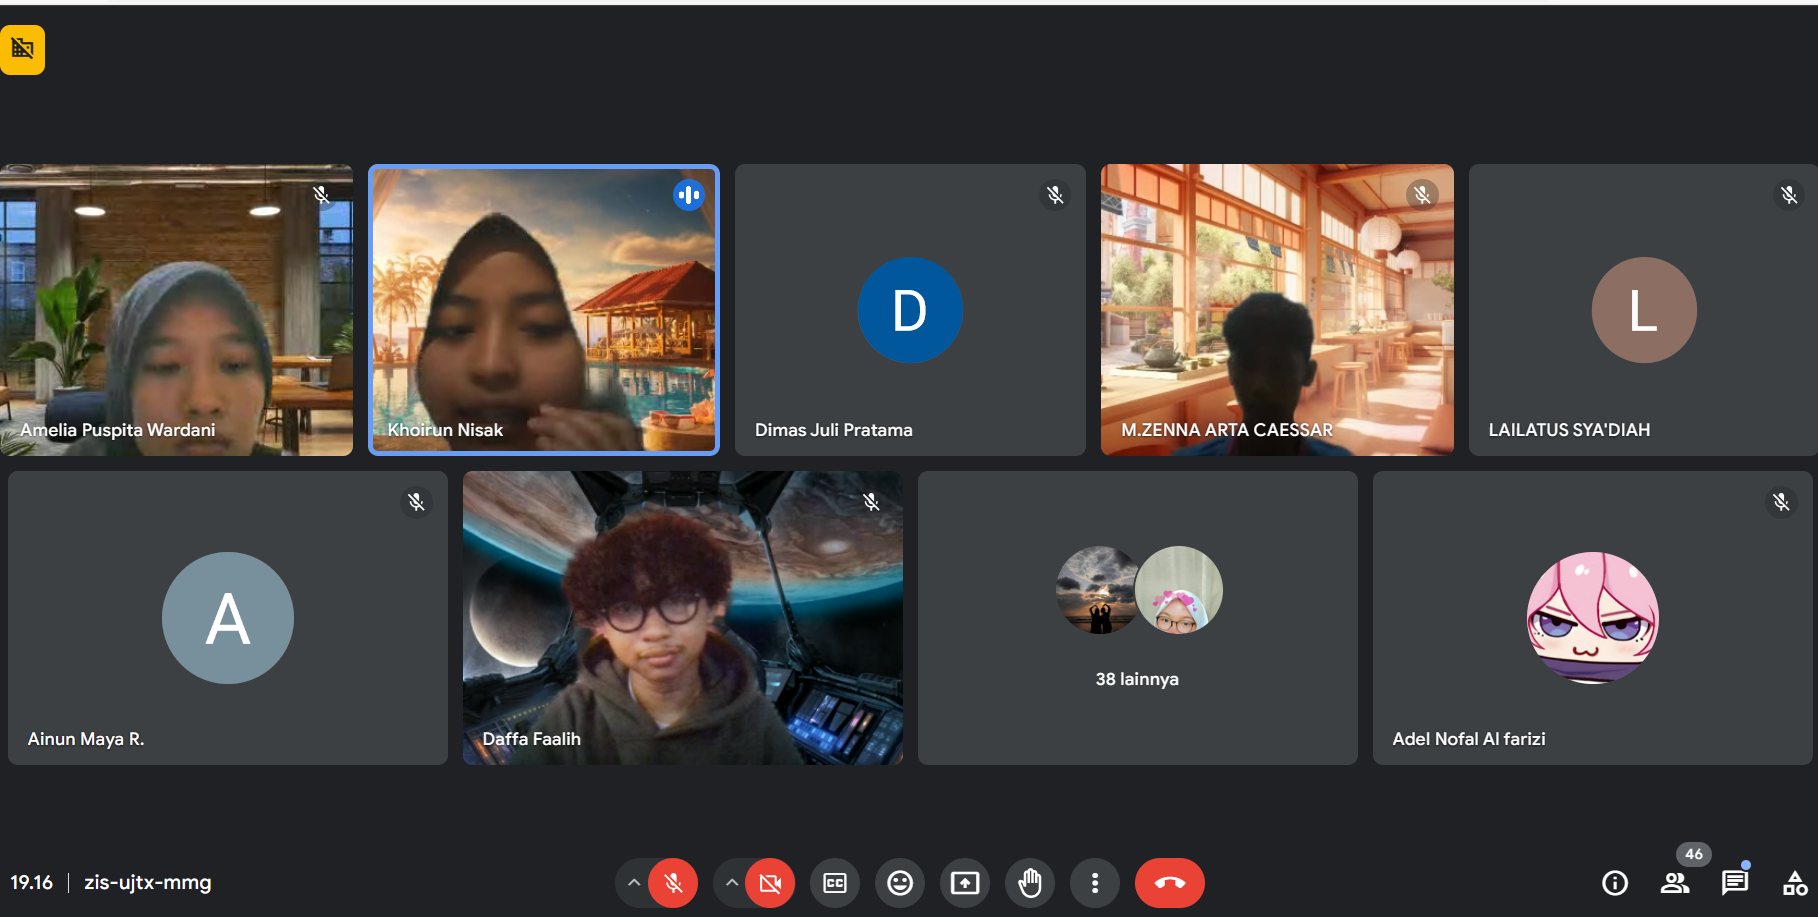 Amelia Puspita Wardani
Khoirun Nisak
D
Dimas Juli Pratama
M.ZENNA ARTA CAESSAR
L
LAILATUS SYA'DIAH
A
Ainun Maya R.
Daffa Faalih
38 lainnya
Adel Nofal Al farizi
19.16 | zis-ujtx-mmg
CC
46